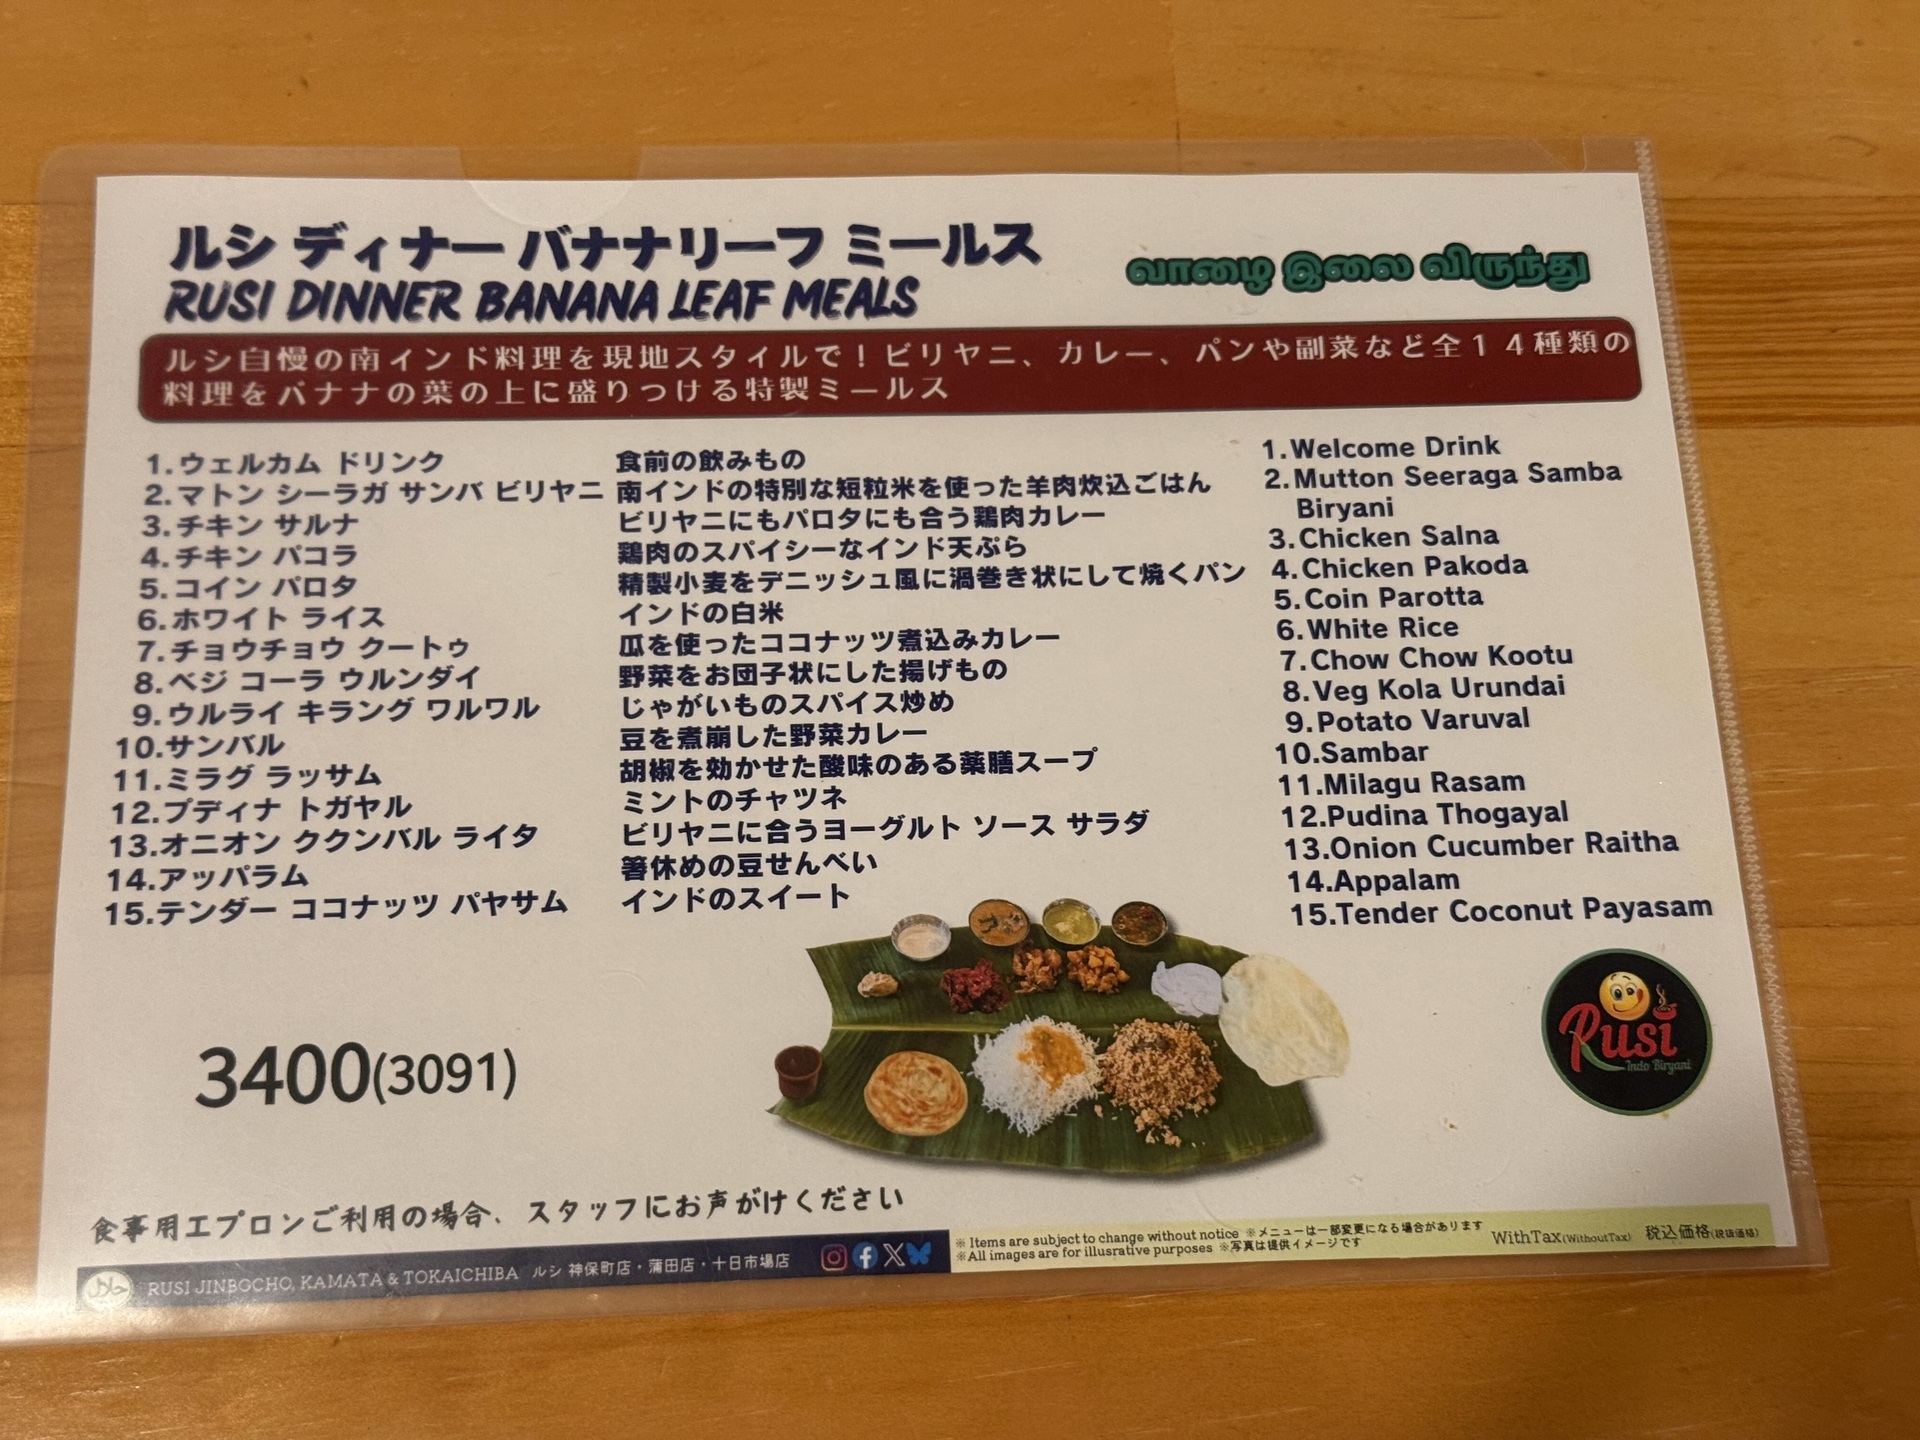 ルシ ディナー バナナリーフ ミールス
RUSI DINNER BANANA LEAF MEALS
வாழை இலை விருந்து
ルシ自慢の南インド料理を現地スタイルで！ビリヤニ、カレー、パンや副菜など全１４種類の
料理をバナナの葉の上に盛りつける特製ミールス
1.ウェルカム ドリンク 食前の飲みもの
2.マトン シーラガ サンバ ビリヤニ 南インドの特別な短粒米を使った羊肉炊込ごはん
3.チキン サルナ ビリヤニにもパロタにも合う鶏肉カレー
4.チキン パコラ 鶏肉のスパイシーなインド天ぷら
5.コイン パロタ 精製小麦をデニッシュ風に渦巻き状にして焼くパン
6.ホワイト ライス インドの白米
7.チョウチョウ クートゥ 瓜を使ったココナッツ煮込みカレー
8.ベジ コーラ ウルンダイ 野菜をお団子状にした揚げもの
9.ウルライ キラング ワルワル じゃがいものスパイス炒め
10.サンバル 豆を煮崩した野菜カレー
11.ミラグ ラッサム 胡椒を効かせた酸味のある薬膳スープ
12.プディナ トガヤル ミントのチャツネ
13.オニオン ククンバル ライタ ビリヤニに合うヨーグルト ソース サラダ
14.アッパラム 箸休めの豆せんべい
15.テンダー ココナッツ パヤサム インドのスイート
1.Welcome Drink
2.Mutton Seeraga Samba
Biryani
3.Chicken Salna
4.Chicken Pakoda
5.Coin Parotta
6.White Rice
7.Chow Chow Kootu
8.Veg Kola Urundai
9.Potato Varuval
10.Sambar
11.Milagu Rasam
12.Pudina Thogayal
13.Onion Cucumber Raitha
14.Appalam
15.Tender Coconut Payasam
3400(3091)
Rusi
Indo Biryani
食事用エプロンご利用の場合、スタッフにお声がけください
حلال
RUSI JINBOCHO, KAMATA & TOKAICHIBA ルシ 神保町店・蒲田店・十日市場店
※ Items are subject to change without notice ※メニューは一部変更になる場合があります
※All images are for illusrative purposes ※写真は提供イメージです
WithTax(WithoutTax) 税込価格(税抜価格)